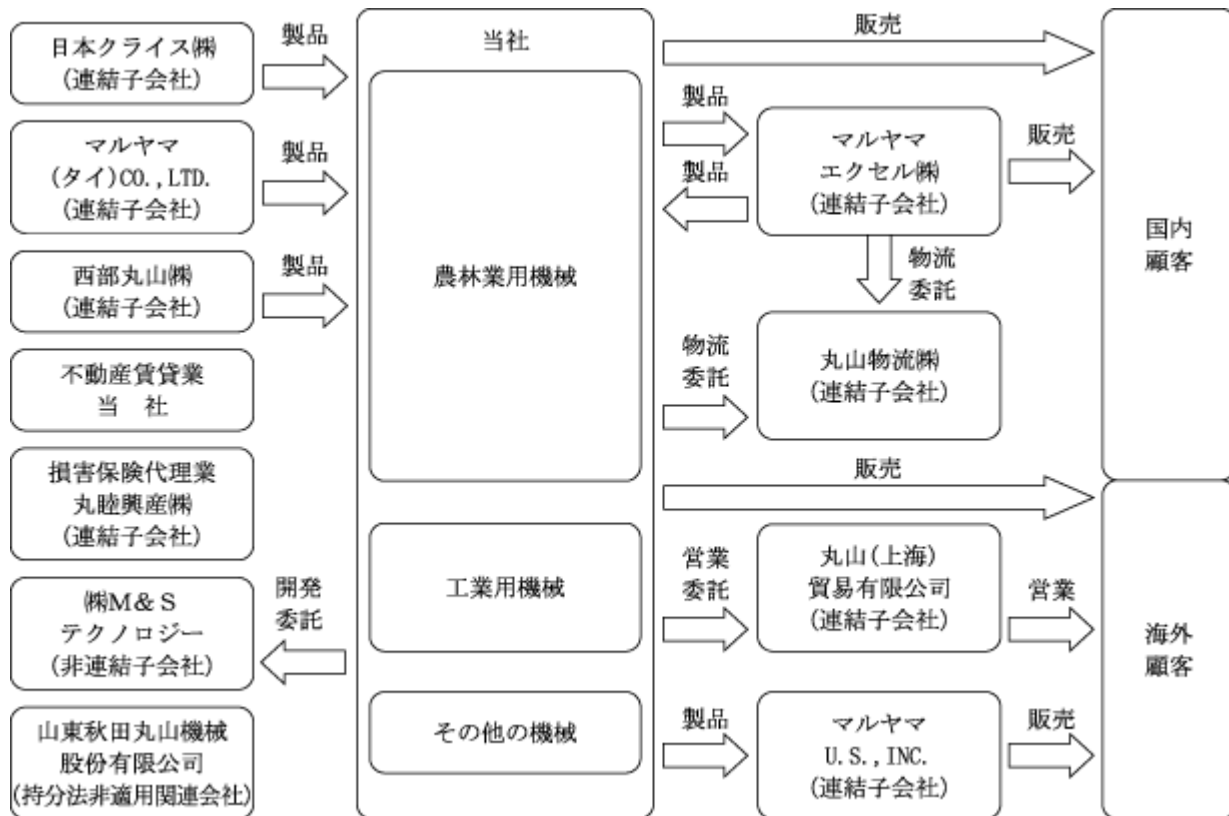 日本クライス㈱
(連結子会社)
製品
マルヤマ
(タイ)CO.,LTD.
(連結子会社)
製品
西部丸山㈱
(連結子会社)
製品
不動産賃貸業
当 社
損害保険代理業
丸睦興産㈱
(連結子会社)
㈱M&S
テクノロジー
(非連結子会社)
開発
委託
山東秋田丸山機械
股份有限公司
(持分法非適用関連会社)
当社
農林業用機械
工業用機械
その他の機械
販売
製品
製品
マルヤマ
エクセル㈱
(連結子会社)
販売
物流
委託
物流
委託
丸山物流㈱
(連結子会社)
販売
営業
委託
丸山(上海)
貿易有限公司
(連結子会社)
営業
製品
マルヤマ
U.S.,INC.
(連結子会社)
販売
国内
顧客
海外
顧客